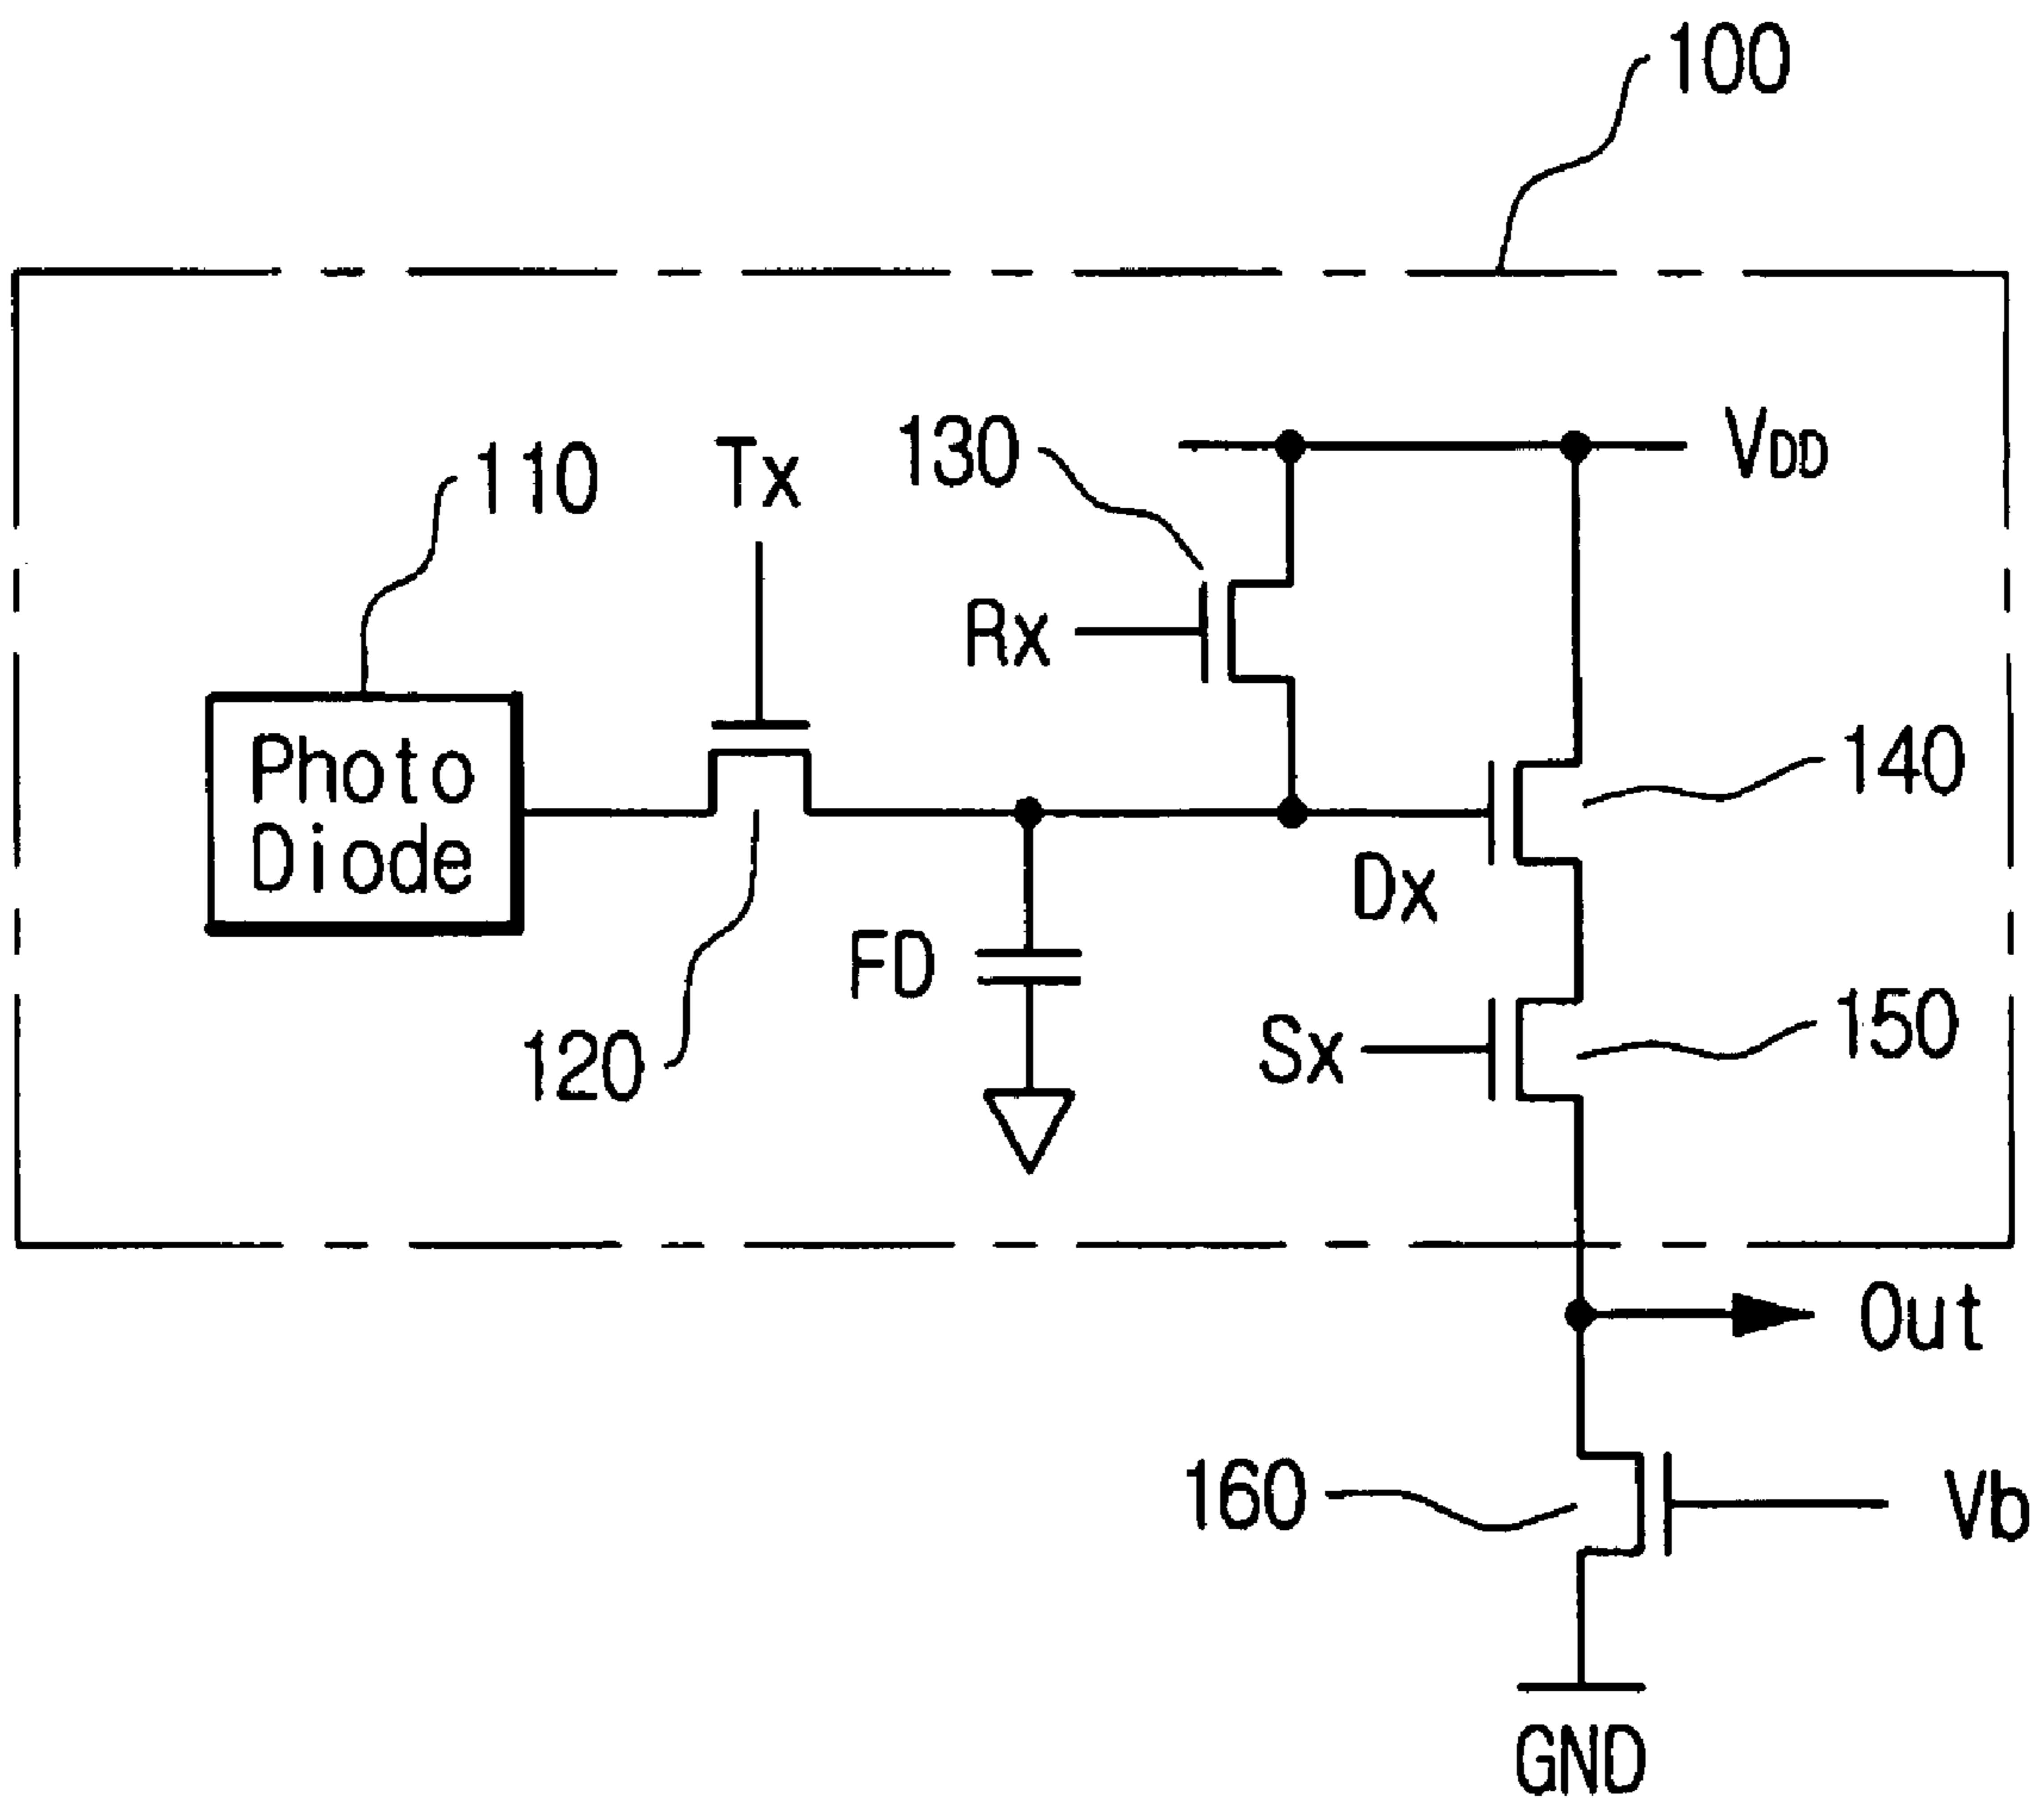 100
130
VDD
110
Tx
Rx
Photo
Diode
140
Dx
FD
120
Sx
150
Out
160
Vb
GND